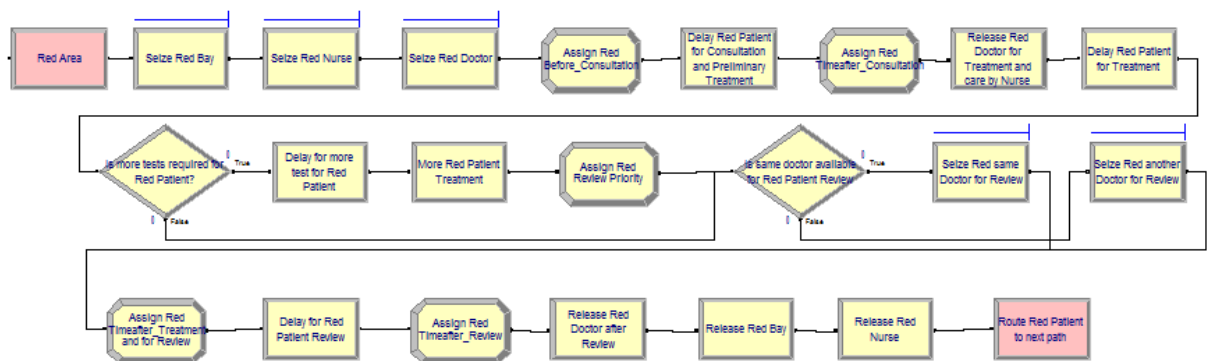 Red Area
Seize Red Bay
Seize Red Nurse
Seize Red Doctor
Assign Red
Before_Consultation
Delay Red Patient
for Consultation
and Preliminary
Treatment
Assign Red
Timeafter_Consultation
Release Red
Doctor for
Treatment and
care by Nurse
Delay Red Patient
for Treatment
Is more tests required for
Red Patient?
0
True
0
False
Delay for more
test for Red
Patient
More Red Patient
Treatment
Assign Red
Review Priority
Is same doctor available
for Red Patient Review
0
True
0
False
Seize Red same
Doctor for Review
Seize Red another
Doctor for Review
Assign Red
Timeafter_Treatment
and for Review
Delay for Red
Patient Review
Assign Red
Timeafter_Review
Release Red
Doctor after
Review
Release Red Bay
Release Red
Nurse
Route Red Patient
to next path